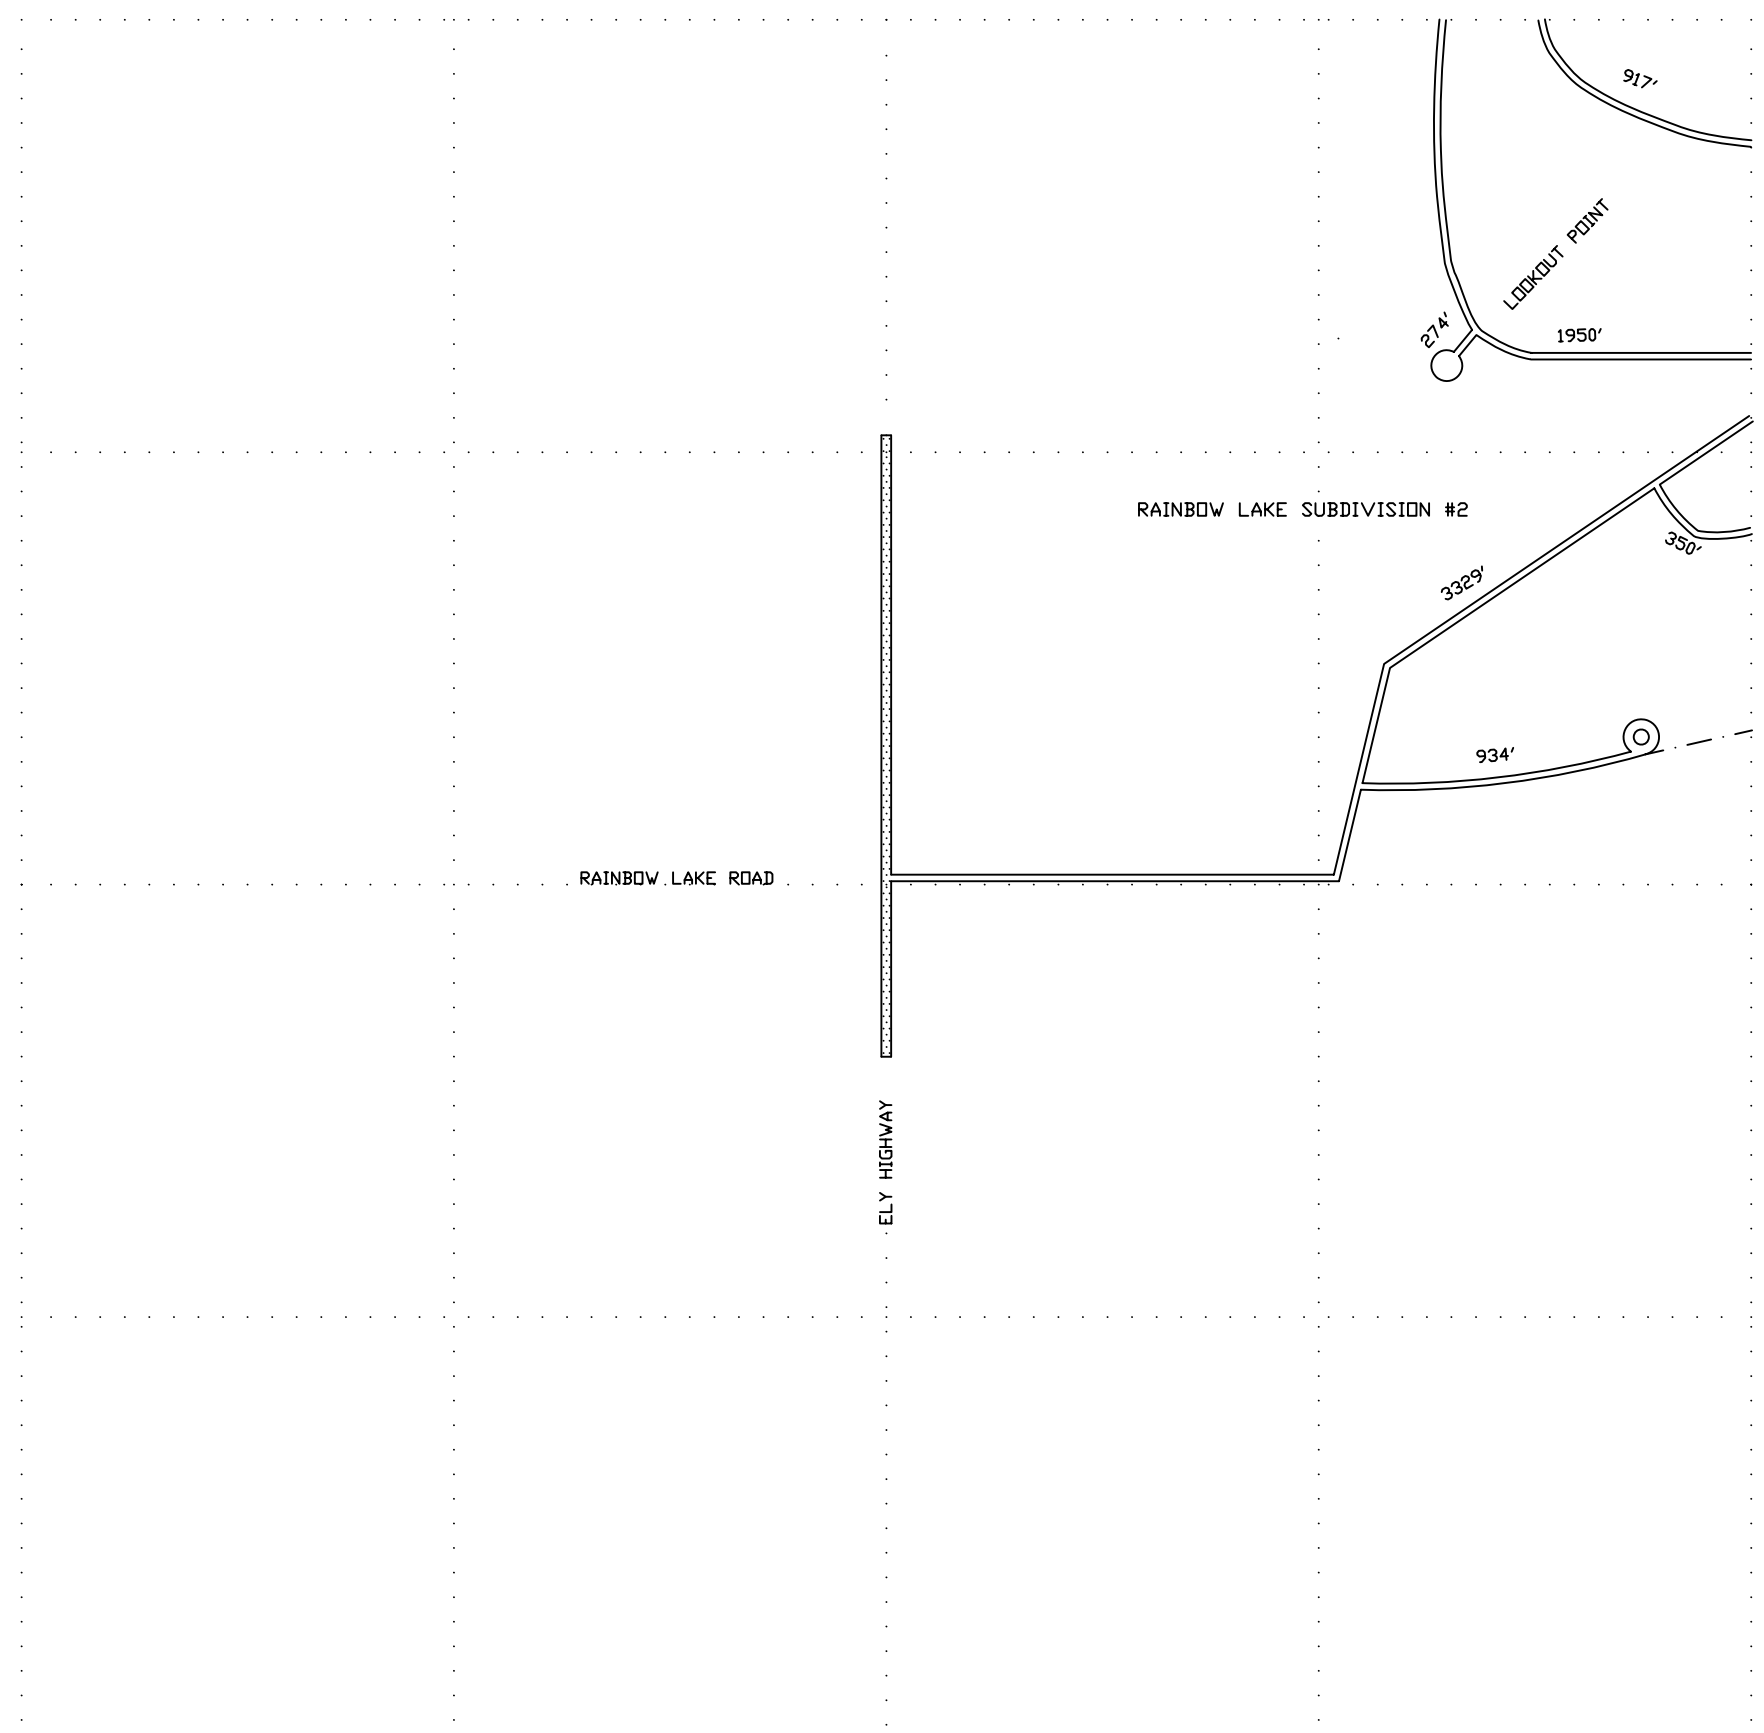 917'
LOOKOUT POINT
274'
1950'
RAINBOW LAKE SUBDIVISION #2
350'
3329'
934'
RAINBOW LAKE ROAD
ELY HIGHWAY